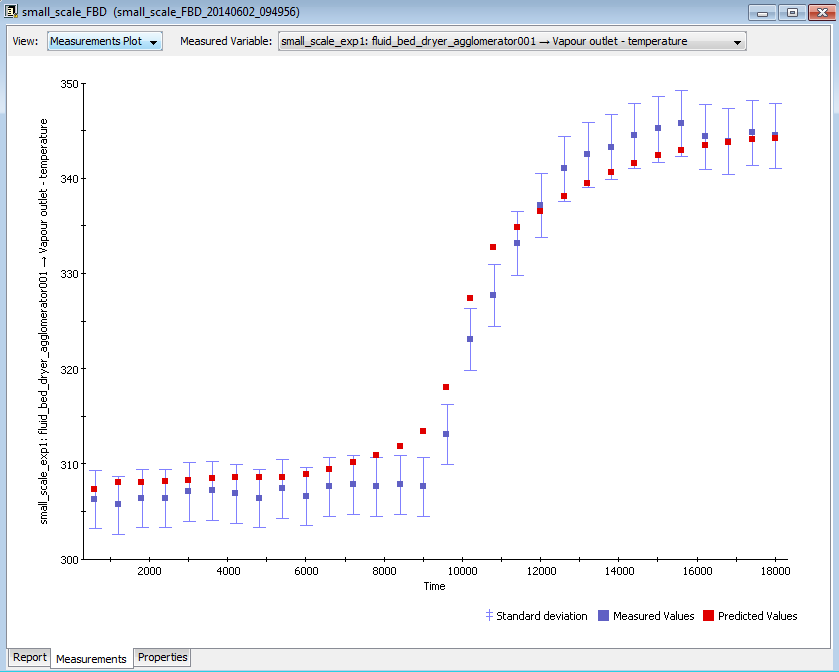 small_scale_FBD (small_scale_FBD_20140602_094956)
View: Measurements Plot Measured Variable: small_scale_exp1: fluid_bed_dryer_agglomerator001 → Vapour outlet - temperature
small_scale_exp1: fluid_bed_dryer_agglomerator001 → Vapour outlet - temperature
350
340
330
320
310
300
2000 4000 6000 8000 10000 12000 14000 16000 18000
Time
Standard deviation Measured Values Predicted Values
Report Measurements Properties